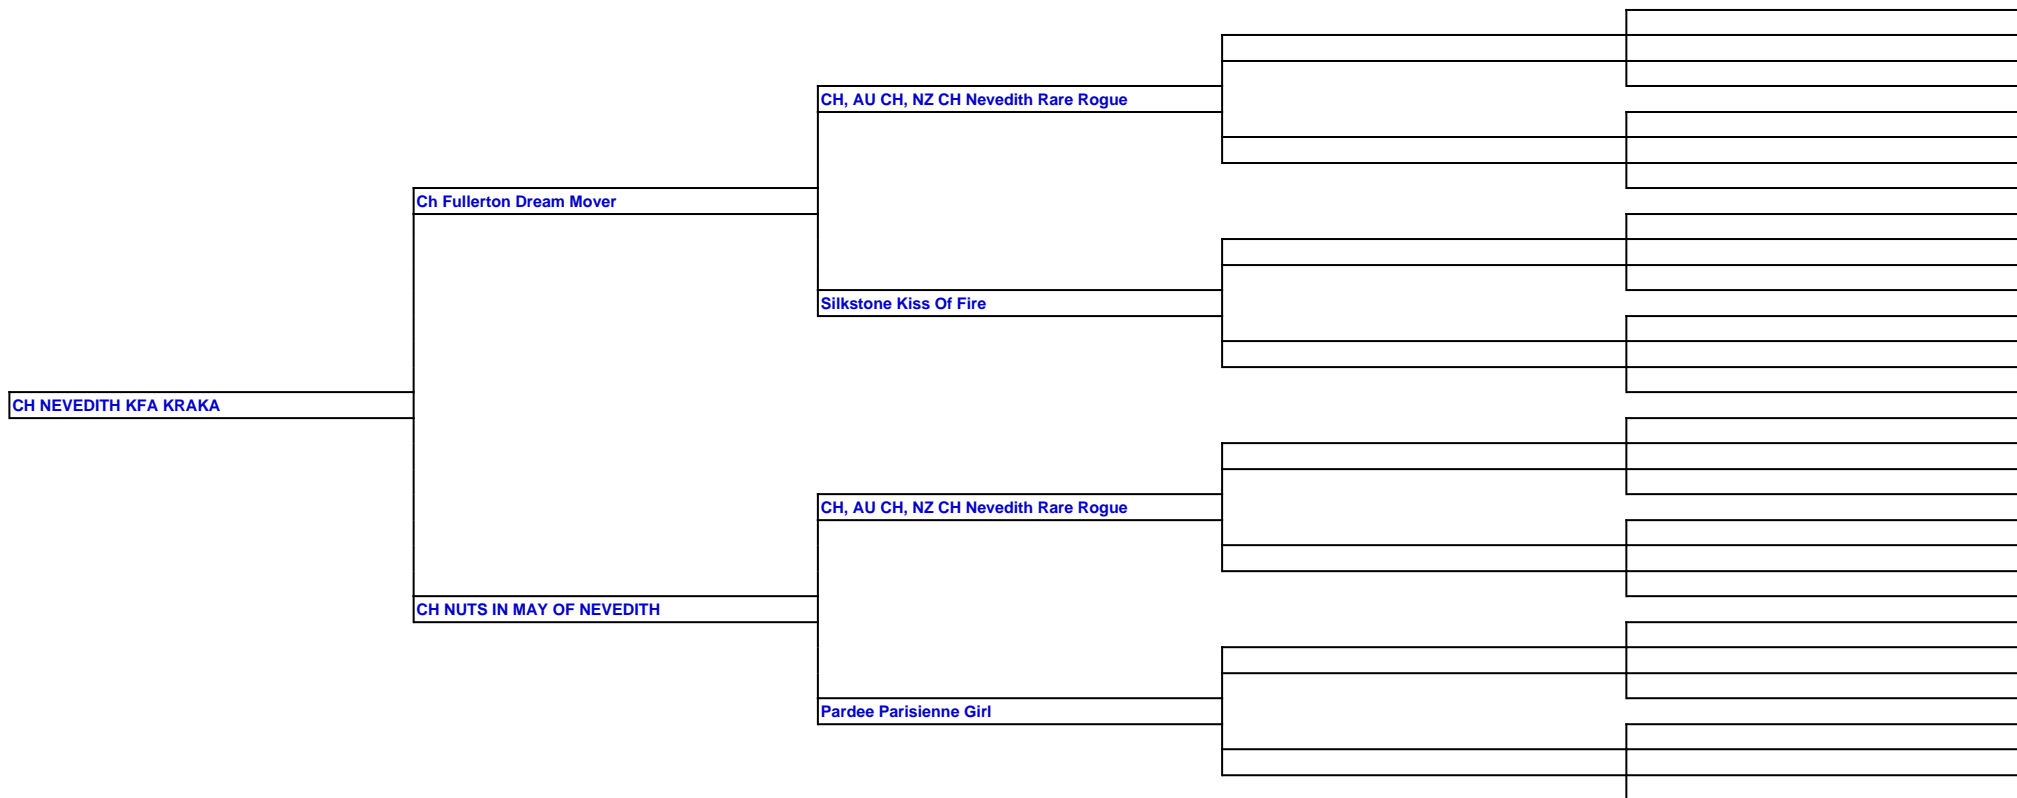 CH, AU CH, NZ CH Nevedith Rare Rogue
Ch Fullerton Dream Mover
Silkstone Kiss Of Fire
CH NEVEDITH KFA KRAKA
CH, AU CH, NZ CH Nevedith Rare Rogue
CH NUTS IN MAY OF NEVEDITH
Pardee Parisienne Girl